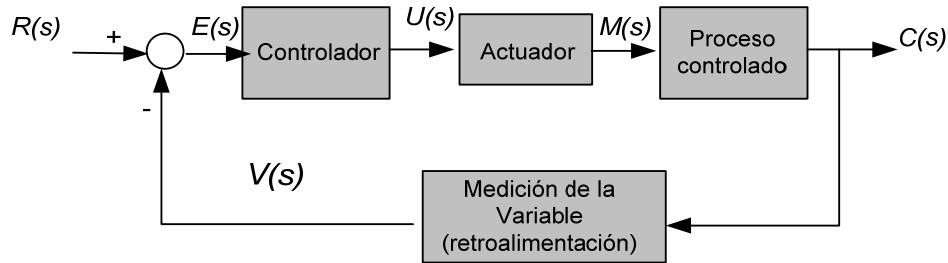 R(s)
+
E(s)
Controlador
U(s)
Actuador
M(s)
Proceso
controlado
C(s)
-
V(s)
Medición de la
Variable
(retroalimentación)